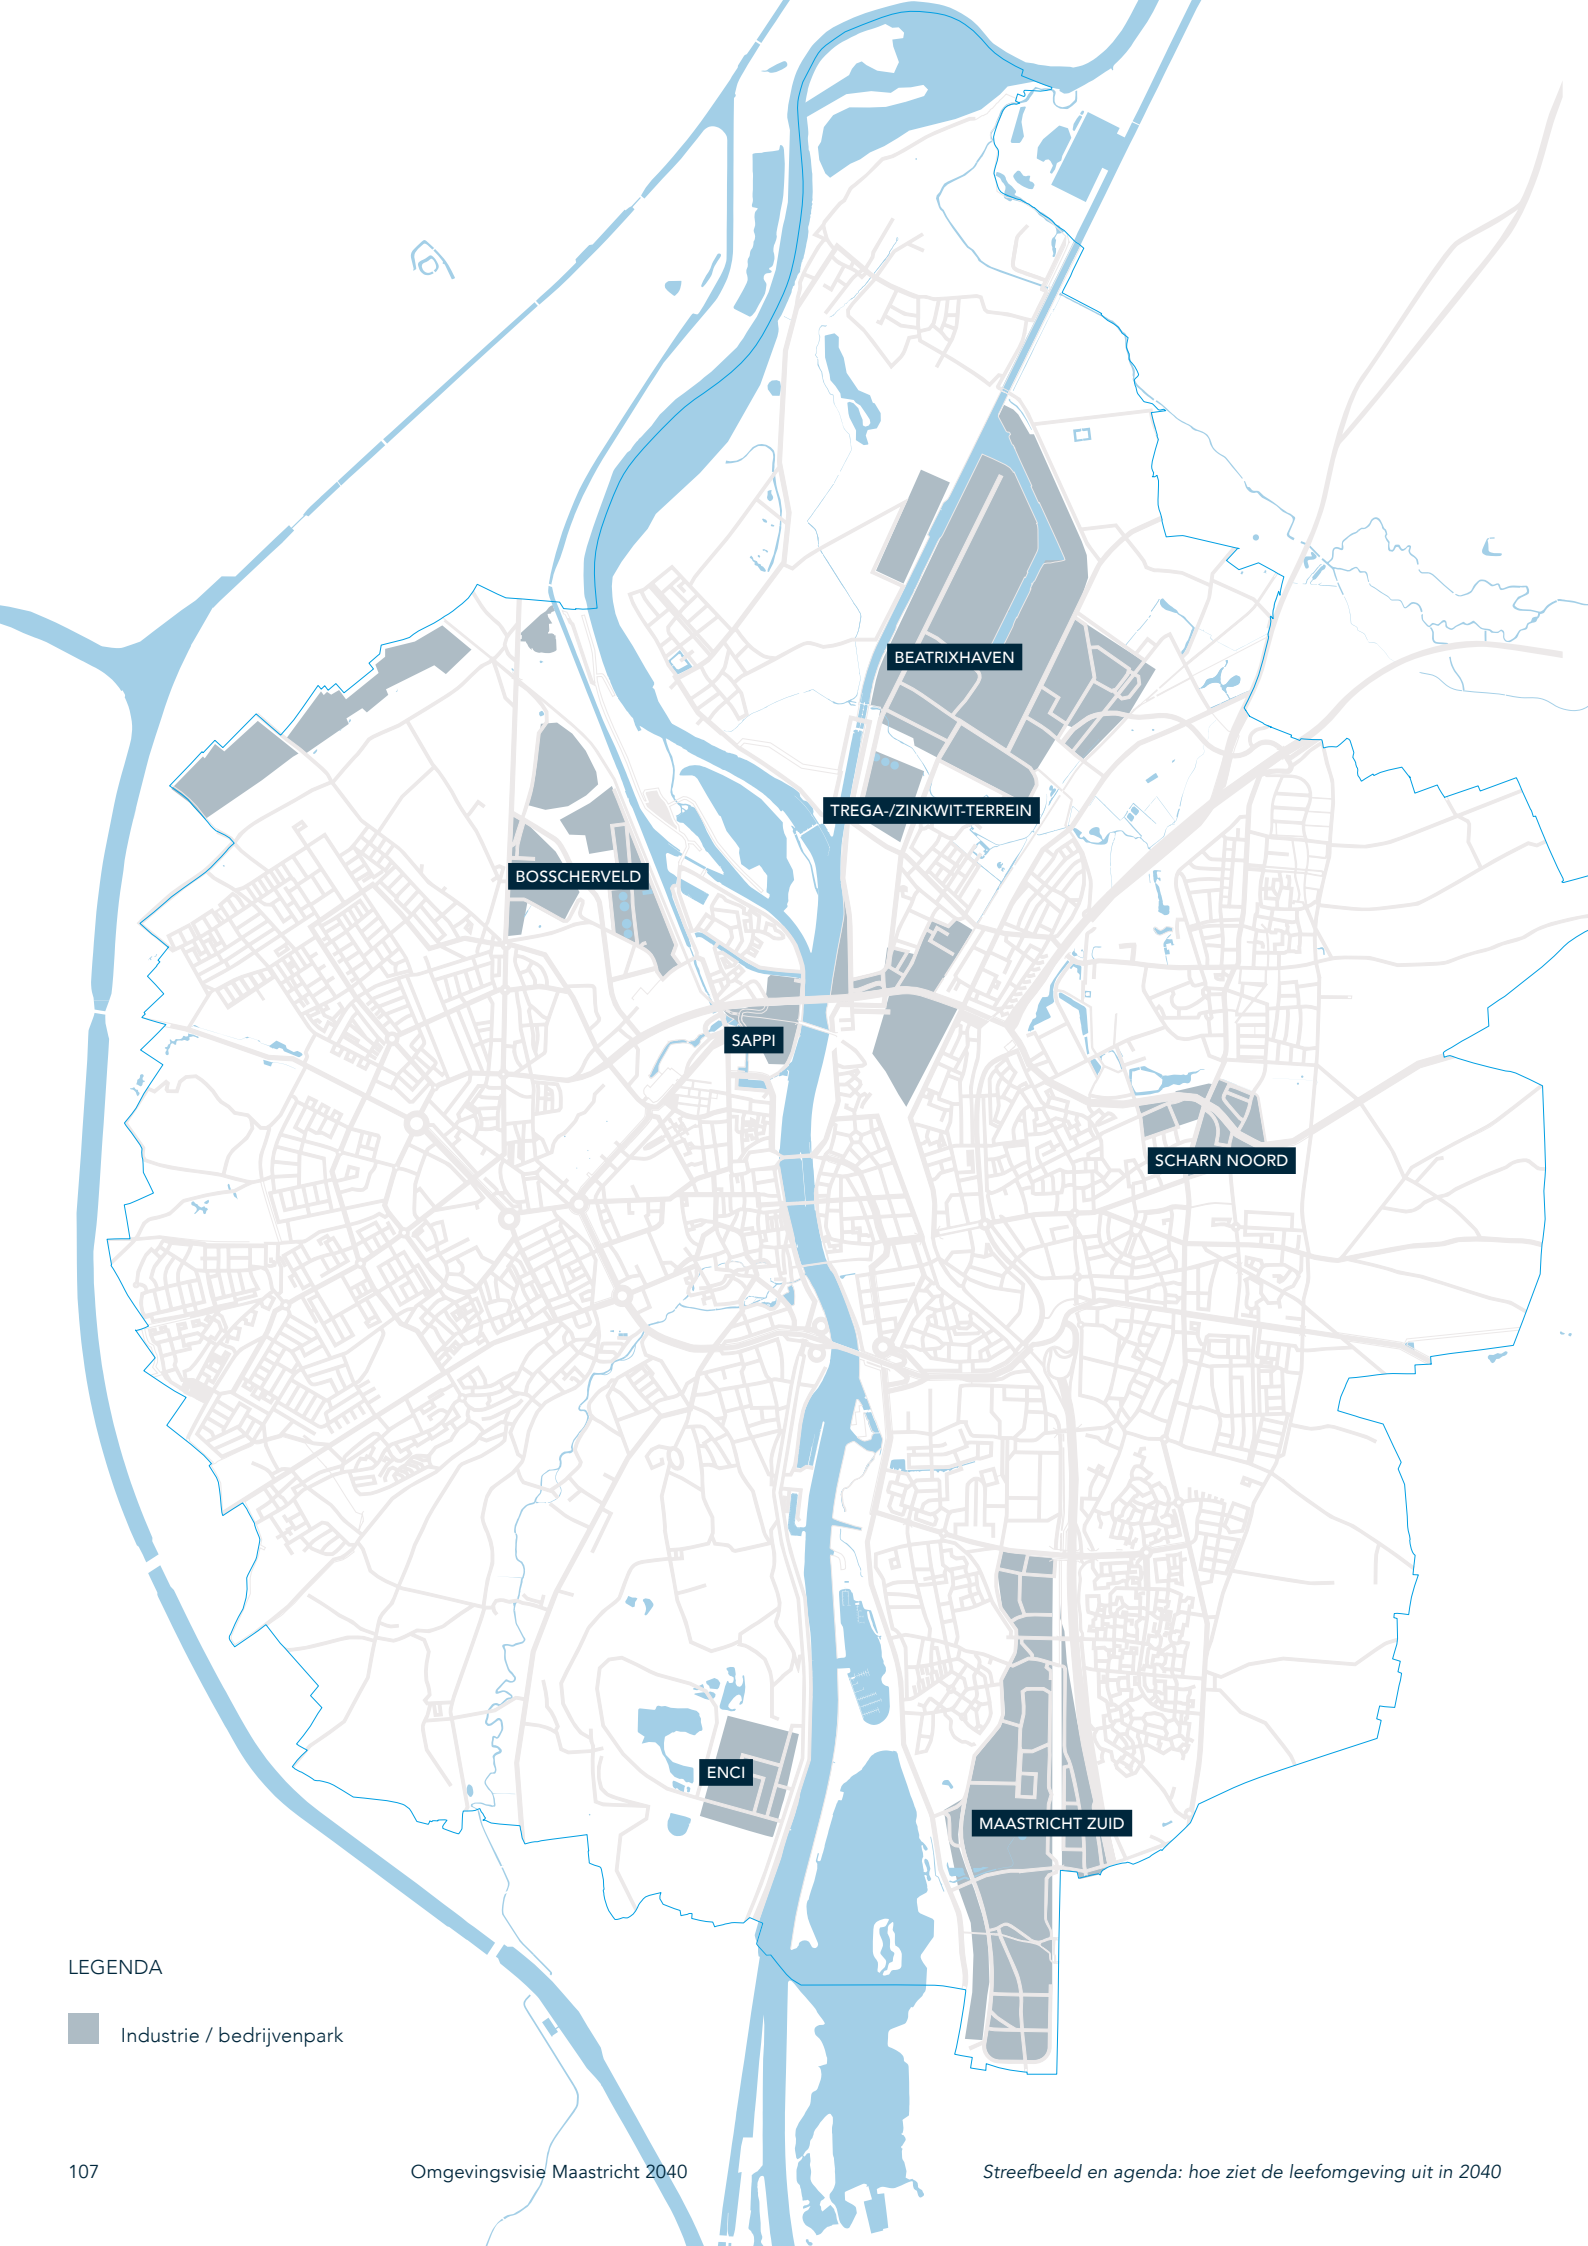 BEATRIXHAVEN
TREGA-/ZINKWIT-TERREIN
BOSSCHERVELD
SAPPI
SCHARN NOORD
ENCI
MAASTRICHT ZUID
LEGENDA
Industrie / bedrijvenpark
107
Omgevingsvisie Maastricht 2040
Streefbeeld en agenda: hoe ziet de leefomgeving uit in 2040